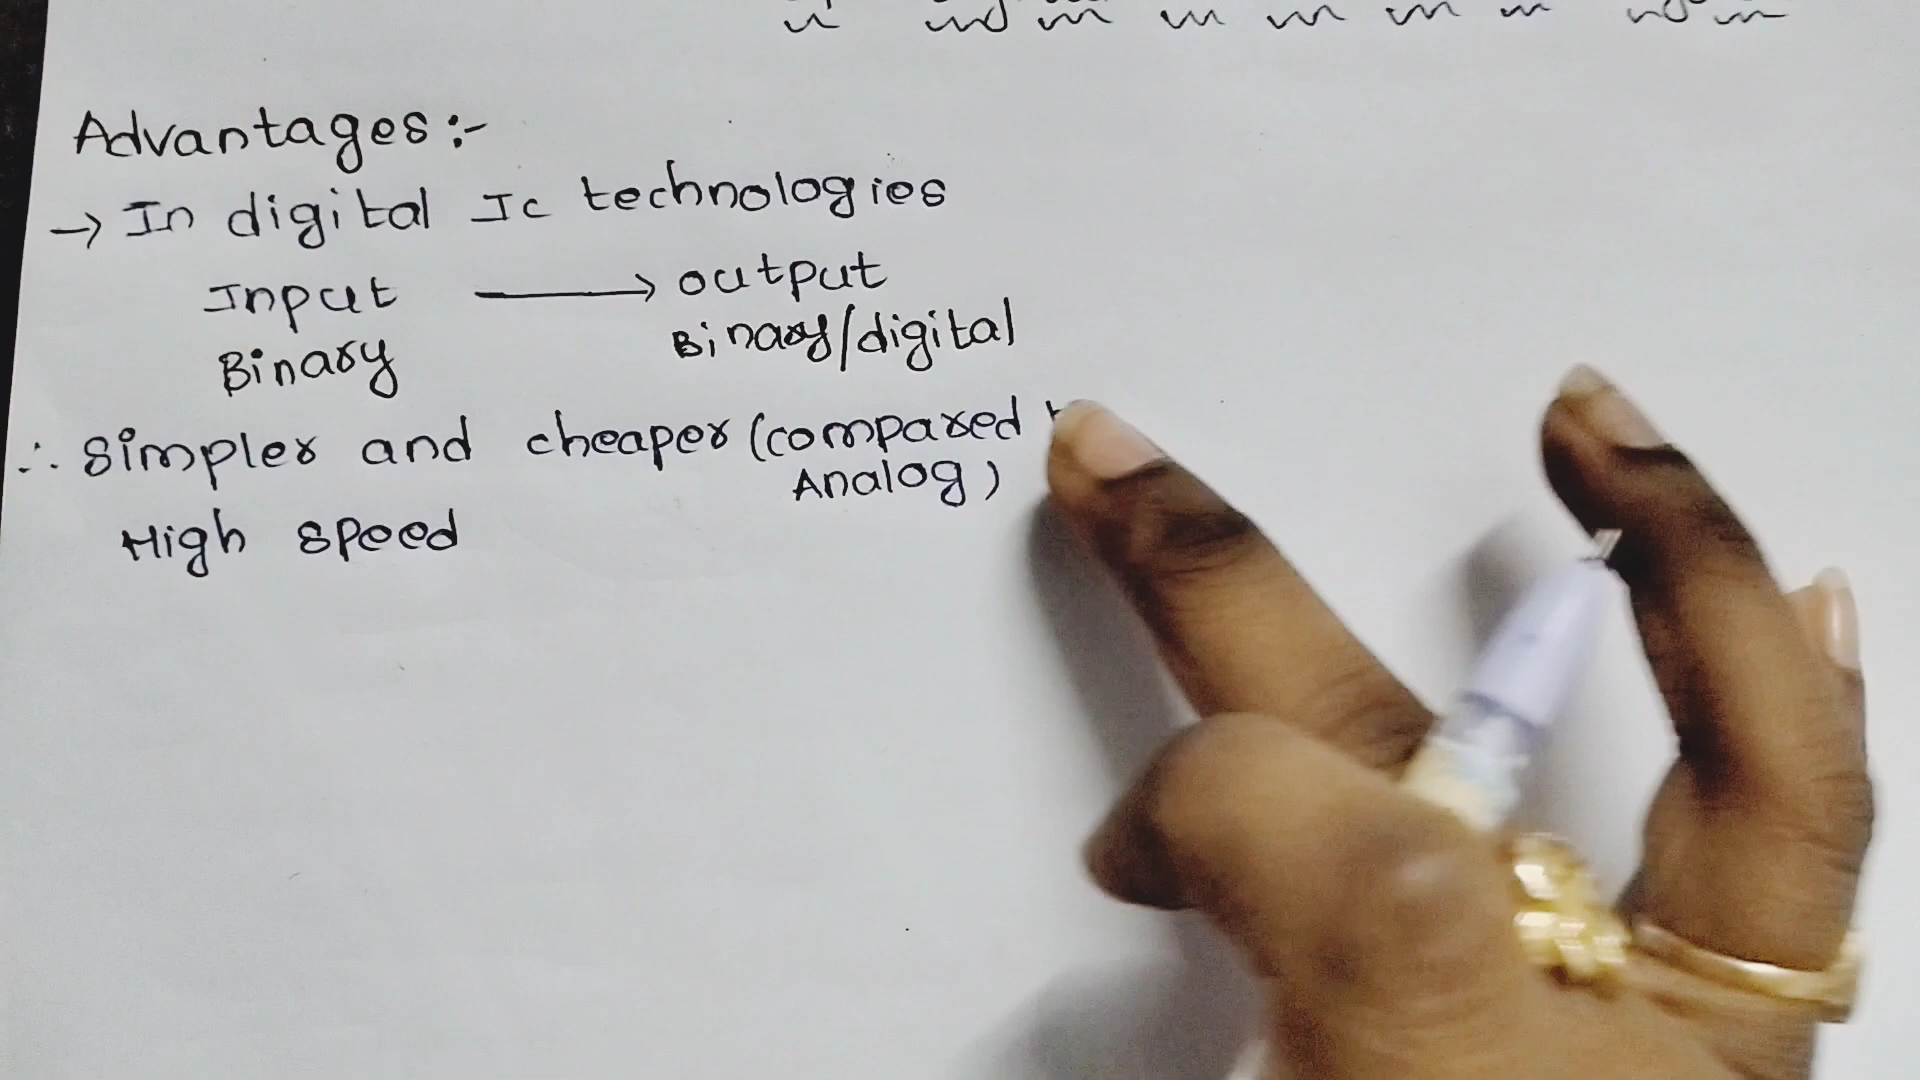 Advantages :-
→ In digital Ic technologies
Input → output
Binary Binary/digital
∴ Simpler and cheaper (compared
Analog)
High speed